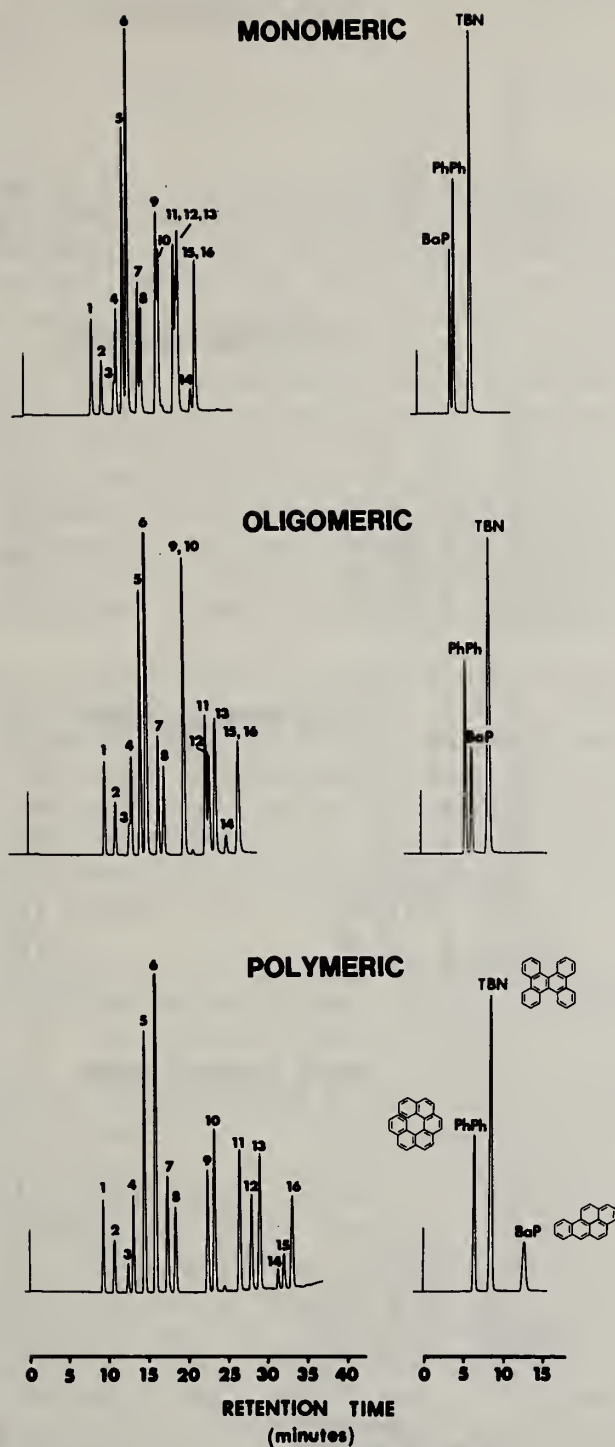 MONOMERIC
6
5
9
10
11, 12, 13
15, 16
7
8
4
1
2
3
14
TBN
PhPh
BaP
OLIGOMERIC
6
5
9, 10
11
13
15, 16
7
12
8
4
1
2
3
14
TBN
PhPh
BaP
POLYMERIC
6
5
10
11
13
9
7
8
12
16
4
1
2
3
14
15
TBN
PhPh
BaP
0 5 10 15 20 25 30 35 40
0 5 10 15
RETENTION TIME
(minutes)